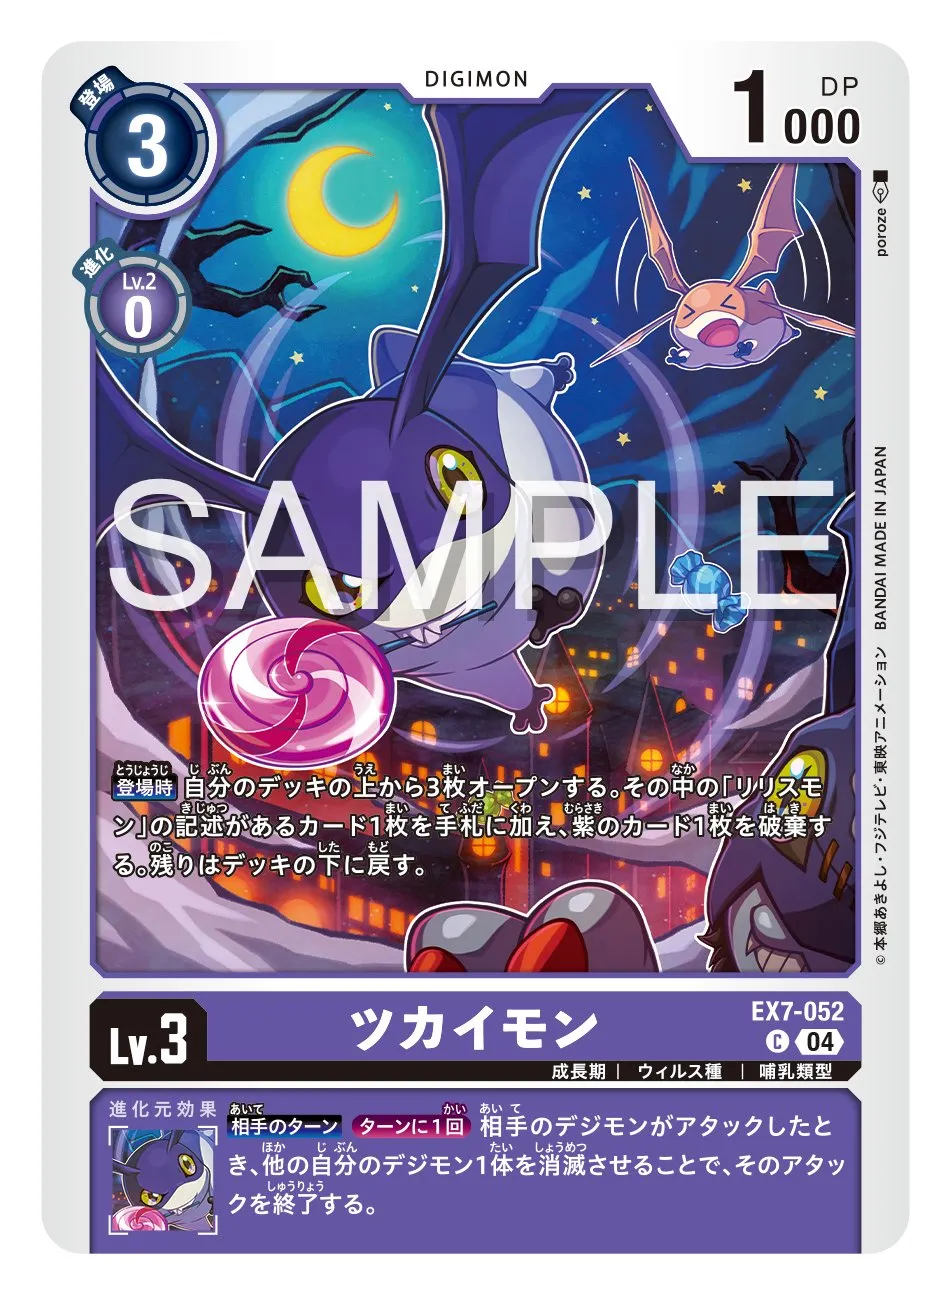 DIGIMON
登場
3
1000
DP
進化
Lv.2
0
poroze
SAMPLE
BANDAI MADE IN JAPAN
©本郷あきよし・フジテレビ・東映アニメーション
登場時 自分のデッキの上から3枚オープンする。その中の「リリスモ
ン」の記述があるカード1枚を手札に加え、紫のカード1枚を破棄す
る。残りはデッキの下に戻す。
Lv.3
ツカイモン
EX7-052
C 04
成長期 | ウィルス種 | 哺乳類型
進化元効果
相手のターン ターンに1回 相手のデジモンがアタックしたと
き、他の自分のデジモン1体を消滅させることで、そのアタッ
クを終了する。